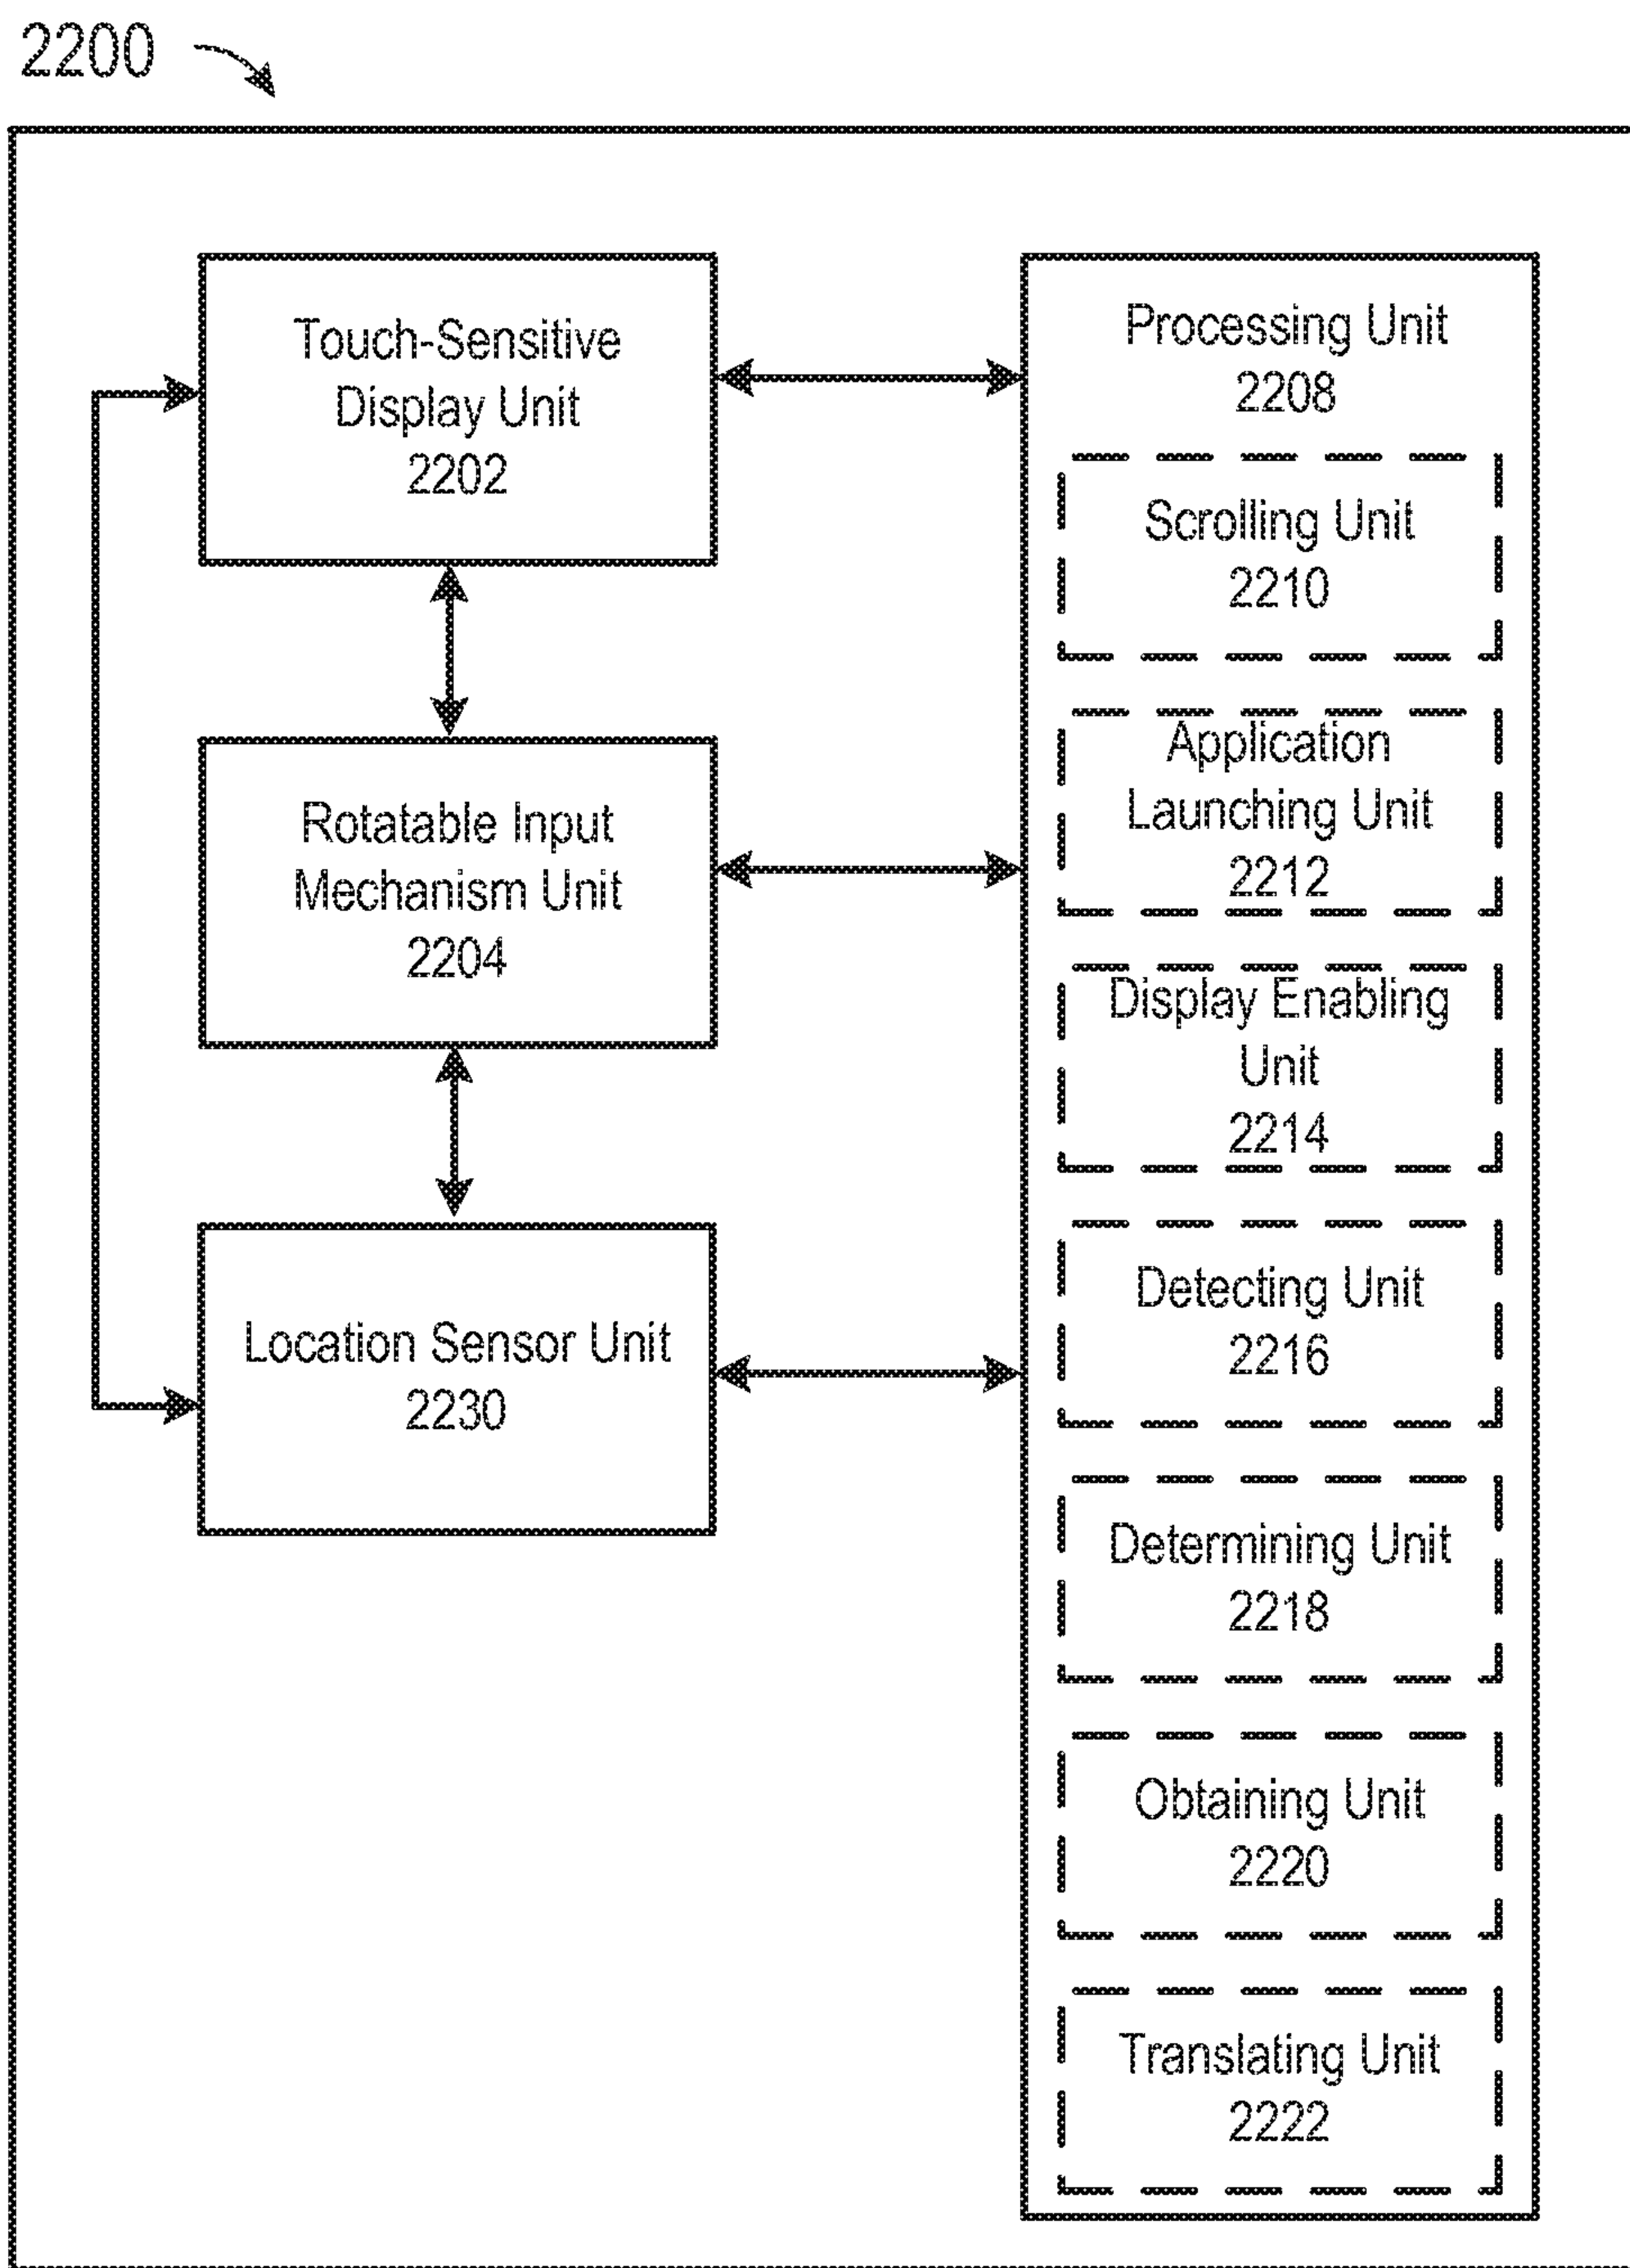 2200
Touch-Sensitive
Display Unit
2202
Rotatable Input
Mechanism Unit
2204
Location Sensor Unit
2230
Processing Unit
2208
Scrolling Unit
2210
Application
Launching Unit
2212
Display Enabling
Unit
2214
Detecting Unit
2216
Determining Unit
2218
Obtaining Unit
2220
Translating Unit
2222